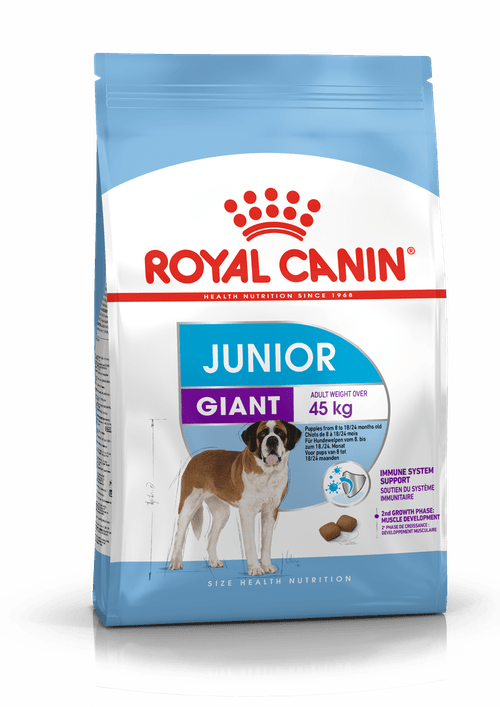 ROYAL CANIN®
HEALTH NUTRITION SINCE 1968
JUNIOR
GIANT
ADULT WEIGHT OVER
45 kg
Puppies from 8 to 18/24 months old
Chiots de 8 à 18/24 mois
Für Hundewelpen vom 8. bis
zum 18./24. Monat
Voor pups van 8 tot
18/24 maanden
IMMUNE SYSTEM
SUPPORT
SOUTIEN DU SYSTÈME
IMMUNITAIRE
2nd GROWTH PHASE:
MUSCLE DEVELOPMENT
2e PHASE DE CROISSANCE :
DÉVELOPPEMENT MUSCULAIRE
SIZE HEALTH NUTRITION